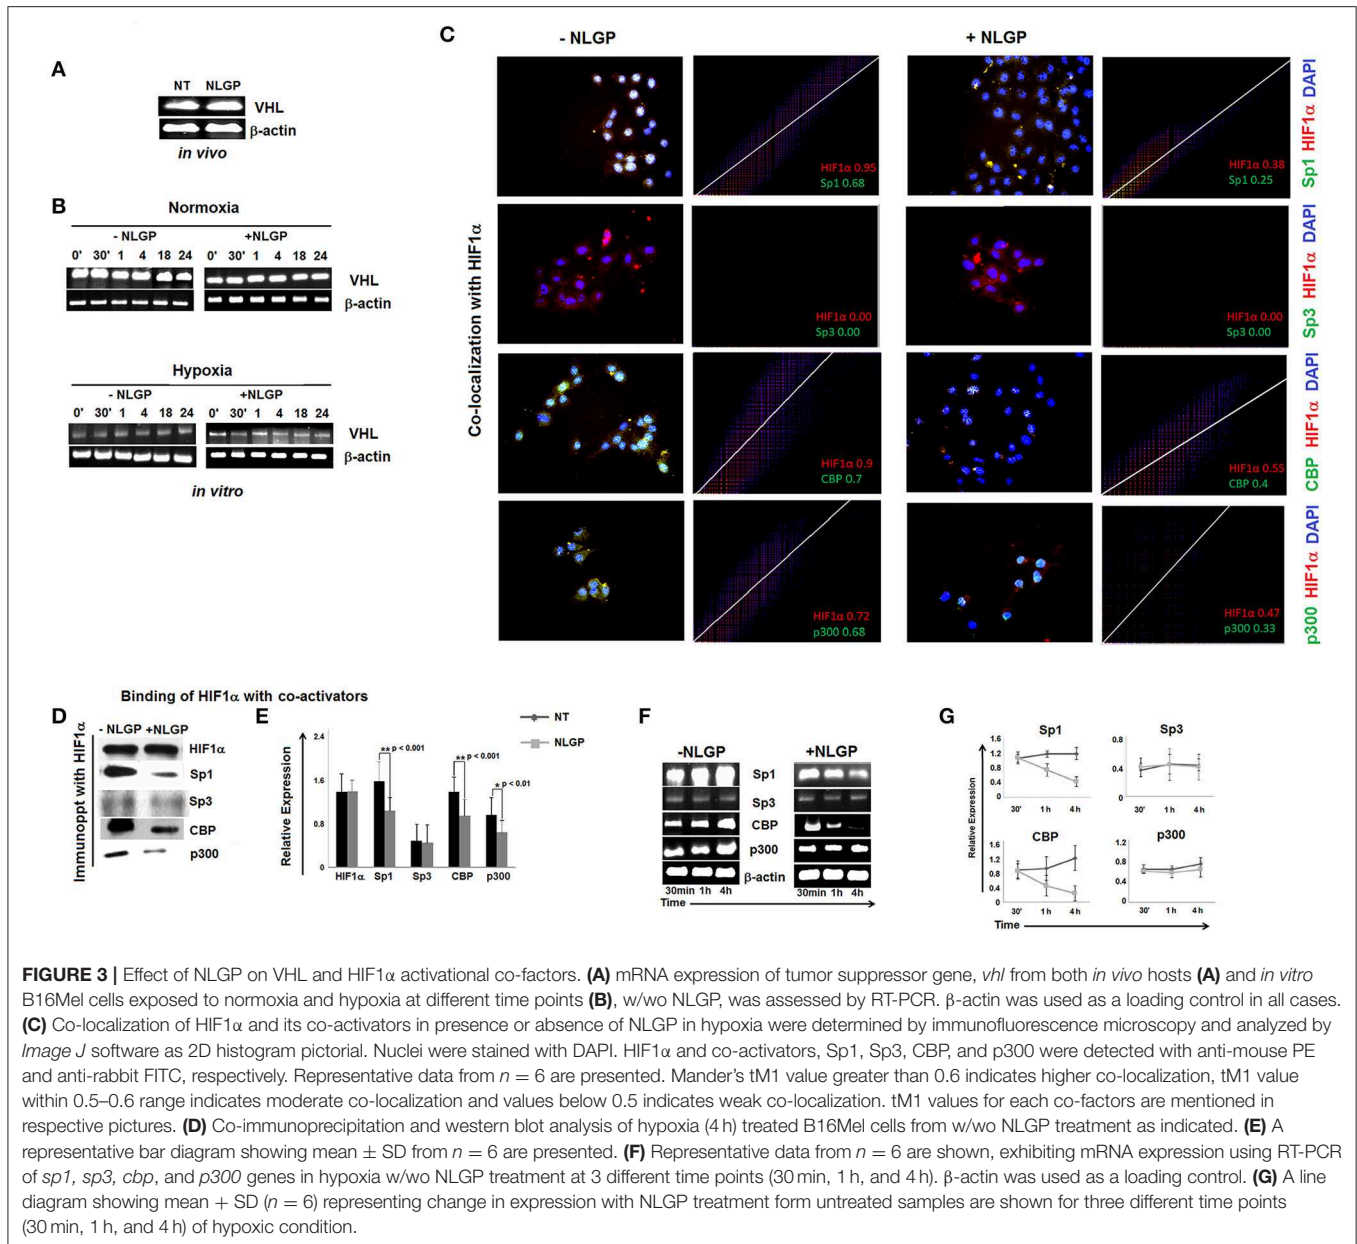 C
- NLGP
+ NLGP
A
NT NLGP
VHL
β-actin
in vivo
B
Normoxia
- NLGP
+NLGP
0' 30' 1 4 18 24
0' 30' 1 4 18 24
VHL
β-actin
Hypoxia
- NLGP
+NLGP
0' 30' 1 4 18 24
0' 30' 1 4 18 24
VHL
β-actin
in vitro
Co-localization with HIF1α
HIF1α 0.95
Sp1 0.68
HIF1α 0.38
Sp1 0.25
Sp1 HIF1α DAPI
HIF1α 0.00
Sp3 0.00
HIF1α 0.00
Sp3 0.00
Sp3 HIF1α DAPI
HIF1α 0.9
CBP 0.7
HIF1α 0.55
CBP 0.4
CBP HIF1α DAPI
HIF1α 0.72
p300 0.68
HIF1α 0.47
p300 0.33
p300 HIF1α DAPI
Binding of HIF1α with co-activators
D
Immunoppt with HIF1α
- NLGP +NLGP
HIF1α
Sp1
Sp3
CBP
p300
E
Relative Expression
2.4
1.6
0.8
0
** p < 0.001
** p < 0.001
* p < 0.01
HIF1α Sp1 Sp3 CBP p300
NT
NLGP
F
-NLGP
+NLGP
Sp1
Sp3
CBP
p300
β-actin
30min 1h 4h
30min 1h 4h
Time
G
Relative Expression
Sp1
1.6
1.2
0.8
0.4
0
30' 1 h 4 h
Sp3
1.2
0.8
0.4
0
30' 1 h 4 h
CBP
1.6
1.2
0.8
0.4
0
30' 1 h 4 h
p300
1.6
1.2
0.8
0.4
0
30' 1 h 4 h
Time
FIGURE 3 | Effect of NLGP on VHL and HIF1α activational co-factors. (A) mRNA expression of tumor suppressor gene, vhl from both in vivo hosts (A) and in vitro
B16Mel cells exposed to normoxia and hypoxia at different time points (B), w/wo NLGP, was assessed by RT-PCR. β-actin was used as a loading control in all cases.
(C) Co-localization of HIF1α and its co-activators in presence or absence of NLGP in hypoxia were determined by immunofluorescence microscopy and analyzed by
Image J software as 2D histogram pictorial. Nuclei were stained with DAPI. HIF1α and co-activators, Sp1, Sp3, CBP, and p300 were detected with anti-mouse PE
and anti-rabbit FITC, respectively. Representative data from n = 6 are presented. Mander's tM1 value greater than 0.6 indicates higher co-localization, tM1 value
within 0.5–0.6 range indicates moderate co-localization and values below 0.5 indicates weak co-localization. tM1 values for each co-factors are mentioned in
respective pictures. (D) Co-immunoprecipitation and western blot analysis of hypoxia (4 h) treated B16Mel cells from w/wo NLGP treatment as indicated. (E) A
representative bar diagram showing mean ± SD from n = 6 are presented. (F) Representative data from n = 6 are shown, exhibiting mRNA expression using RT-PCR
of sp1, sp3, cbp, and p300 genes in hypoxia w/wo NLGP treatment at 3 different time points (30 min, 1 h, and 4 h). β-actin was used as a loading control. (G) A line
diagram showing mean + SD (n = 6) representing change in expression with NLGP treatment form untreated samples are shown for three different time points
(30 min, 1 h, and 4 h) of hypoxic condition.